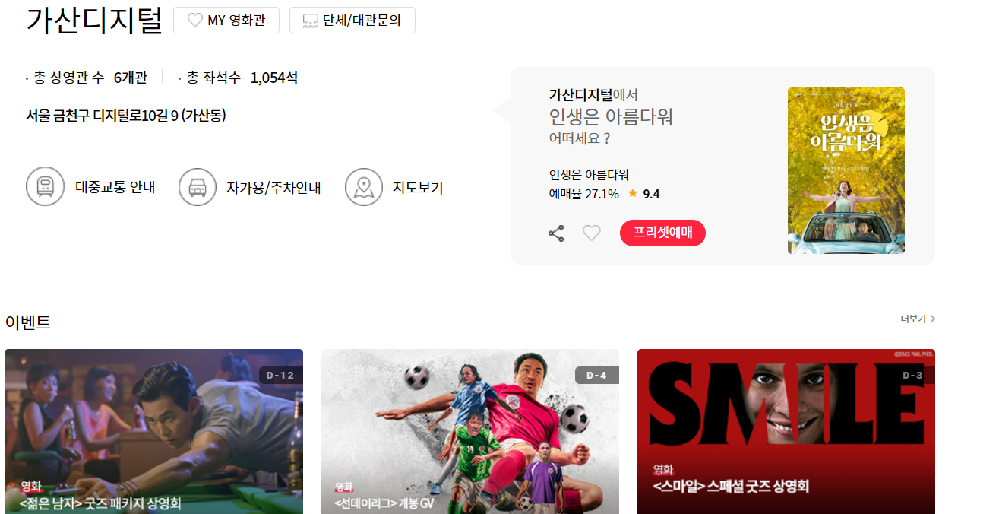 가산디지털
MY 영화관
단체/대관문의
· 총 상영관 수 6개관
· 총 좌석수 1,054석
서울 금천구 디지털로10길 9 (가산동)
대중교통 안내
자가용/주차안내
지도보기
가산디지털에서
인생은 아름다워
어떠세요 ?
인생은 아름다워
예매율 27.1% 9.4
프리셋예매
인생은
아름다워
이벤트
더보기
D-12
영화
<젊은 남자> 굿즈 패키지 상영회
D-4
영화
<선데이리그> 개봉 GV
©2022 PAR. PICS.
D-3
SMILE
영화
<스마일> 스페셜 굿즈 상영회